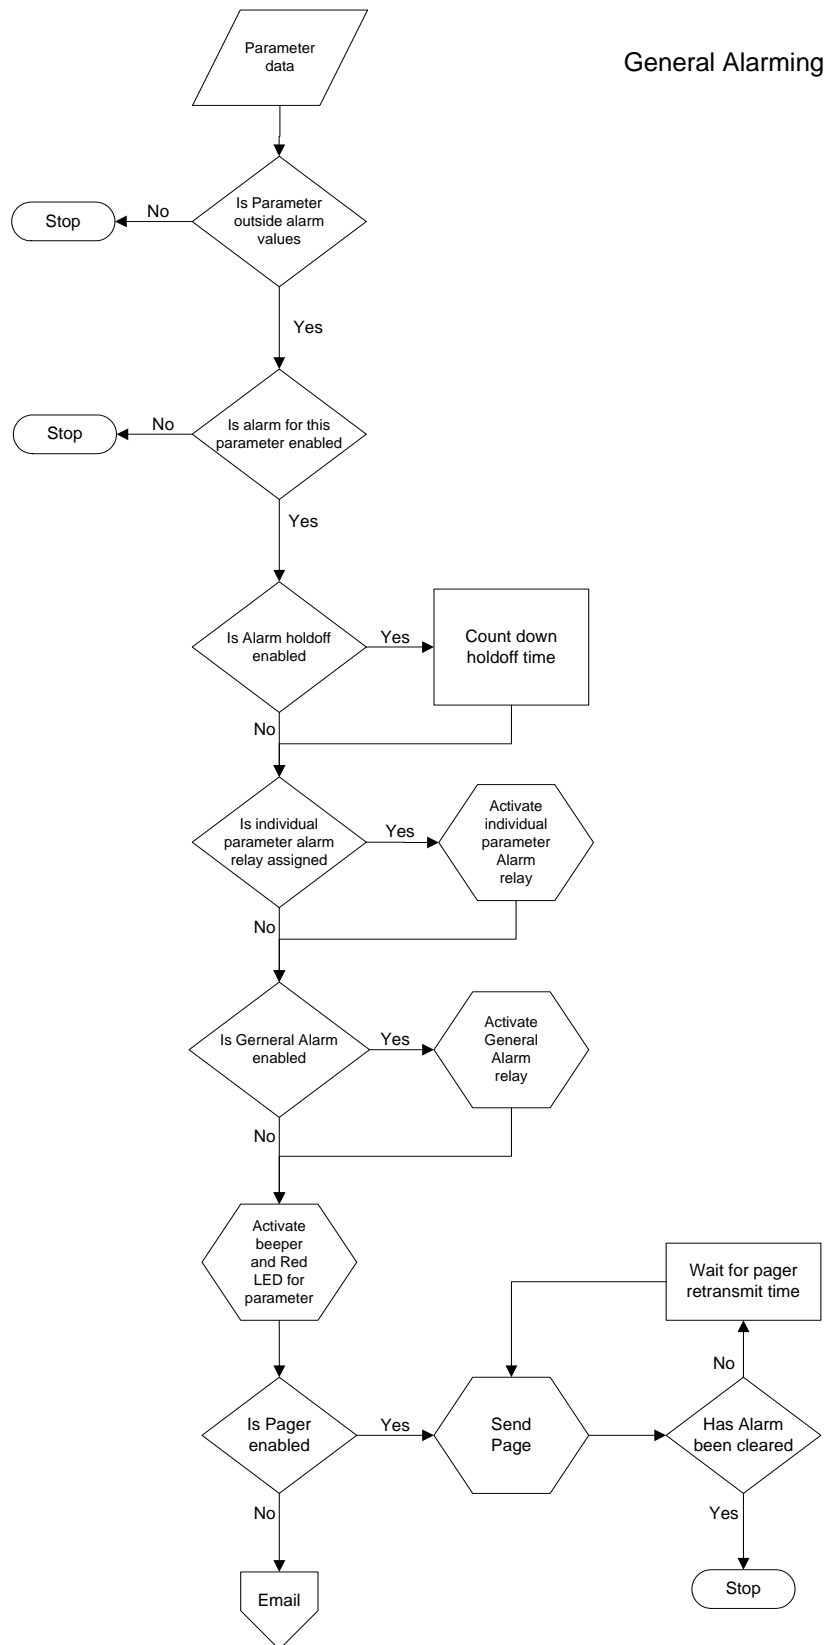 General Alarming
Parameter
data
Is Parameter
outside alarm
values
No
Stop
Yes
Is alarm for this
parameter enabled
No
Stop
Yes
Is Alarm holdoff
enabled
Yes
Count down
holdoff time
No
Is individual
parameter alarm
relay assigned
Yes
Activate
individual
parameter
Alarm
relay
No
Is Gerneral Alarm
enabled
Yes
Activate
General
Alarm
relay
No
Activate
beeper
and Red
LED for
parameter
Wait for pager
retransmit time
No
Is Pager
enabled
Yes
Send
Page
Has Alarm
been cleared
No
Yes
Email
Stop